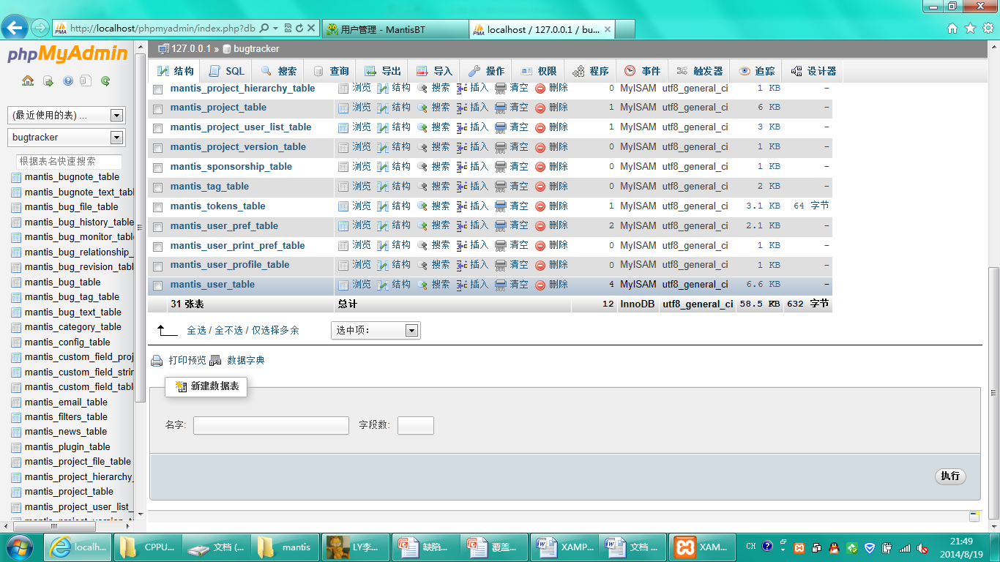 http://localhost/phpmyadmin/index.php?db
用户管理 - MantisBT
localhost / 127.0.0.1 / bu...
phpMyAdmin
(最近使用的表) ...
bugtracker
根据表名快速搜索
mantis_bugnote_table
mantis_bugnote_text_tabl
mantis_bug_file_table
mantis_bug_history_table
mantis_bug_monitor_tabl
mantis_bug_relationship_
mantis_bug_revision_tabl
mantis_bug_table
mantis_bug_tag_table
mantis_bug_text_table
mantis_category_table
mantis_config_table
mantis_custom_field_proj
mantis_custom_field_strin
mantis_custom_field_tabl
mantis_email_table
mantis_filters_table
mantis_news_table
mantis_plugin_table
mantis_project_file_table
mantis_project_hierarchy_
mantis_project_table
mantis_project_user_list_
127.0.0.1 » bugtracker
结构 SQL 搜索 查询 导出 导入 操作 权限 程序 事件 触发器 追踪 设计器
mantis_project_hierarchy_table 浏览 结构 搜索 插入 清空 删除 0 MyISAM utf8_general_ci 1 KB -
mantis_project_table 浏览 结构 搜索 插入 清空 删除 1 MyISAM utf8_general_ci 6 KB -
mantis_project_user_list_table 浏览 结构 搜索 插入 清空 删除 1 MyISAM utf8_general_ci 3 KB -
mantis_project_version_table 浏览 结构 搜索 插入 清空 删除 0 MyISAM utf8_general_ci 1 KB -
mantis_sponsorship_table 浏览 结构 搜索 插入 清空 删除 0 MyISAM utf8_general_ci 1 KB -
mantis_tag_table 浏览 结构 搜索 插入 清空 删除 0 MyISAM utf8_general_ci 2 KB -
mantis_tokens_table 浏览 结构 搜索 插入 清空 删除 1 MyISAM utf8_general_ci 3.1 KB 64 字节
mantis_user_pref_table 浏览 结构 搜索 插入 清空 删除 2 MyISAM utf8_general_ci 2.1 KB -
mantis_user_print_pref_table 浏览 结构 搜索 插入 清空 删除 0 MyISAM utf8_general_ci 1 KB -
mantis_user_profile_table 浏览 结构 搜索 插入 清空 删除 0 MyISAM utf8_general_ci 1 KB -
mantis_user_table 浏览 结构 搜索 插入 清空 删除 4 MyISAM utf8_general_ci 6.6 KB -
31 张表 总计 12 InnoDB utf8_general_ci 58.5 KB 632 字节
全选 / 全不选 / 仅选择多余 选中项:
打印预览 数据字典
新建数据表
名字: 字段数:
执行
localh... CPPU... 文档 (... mantis LY李... 缺陷... 覆盖... XAMP... 文档 ... XAM... CH 21:49
2014/8/19